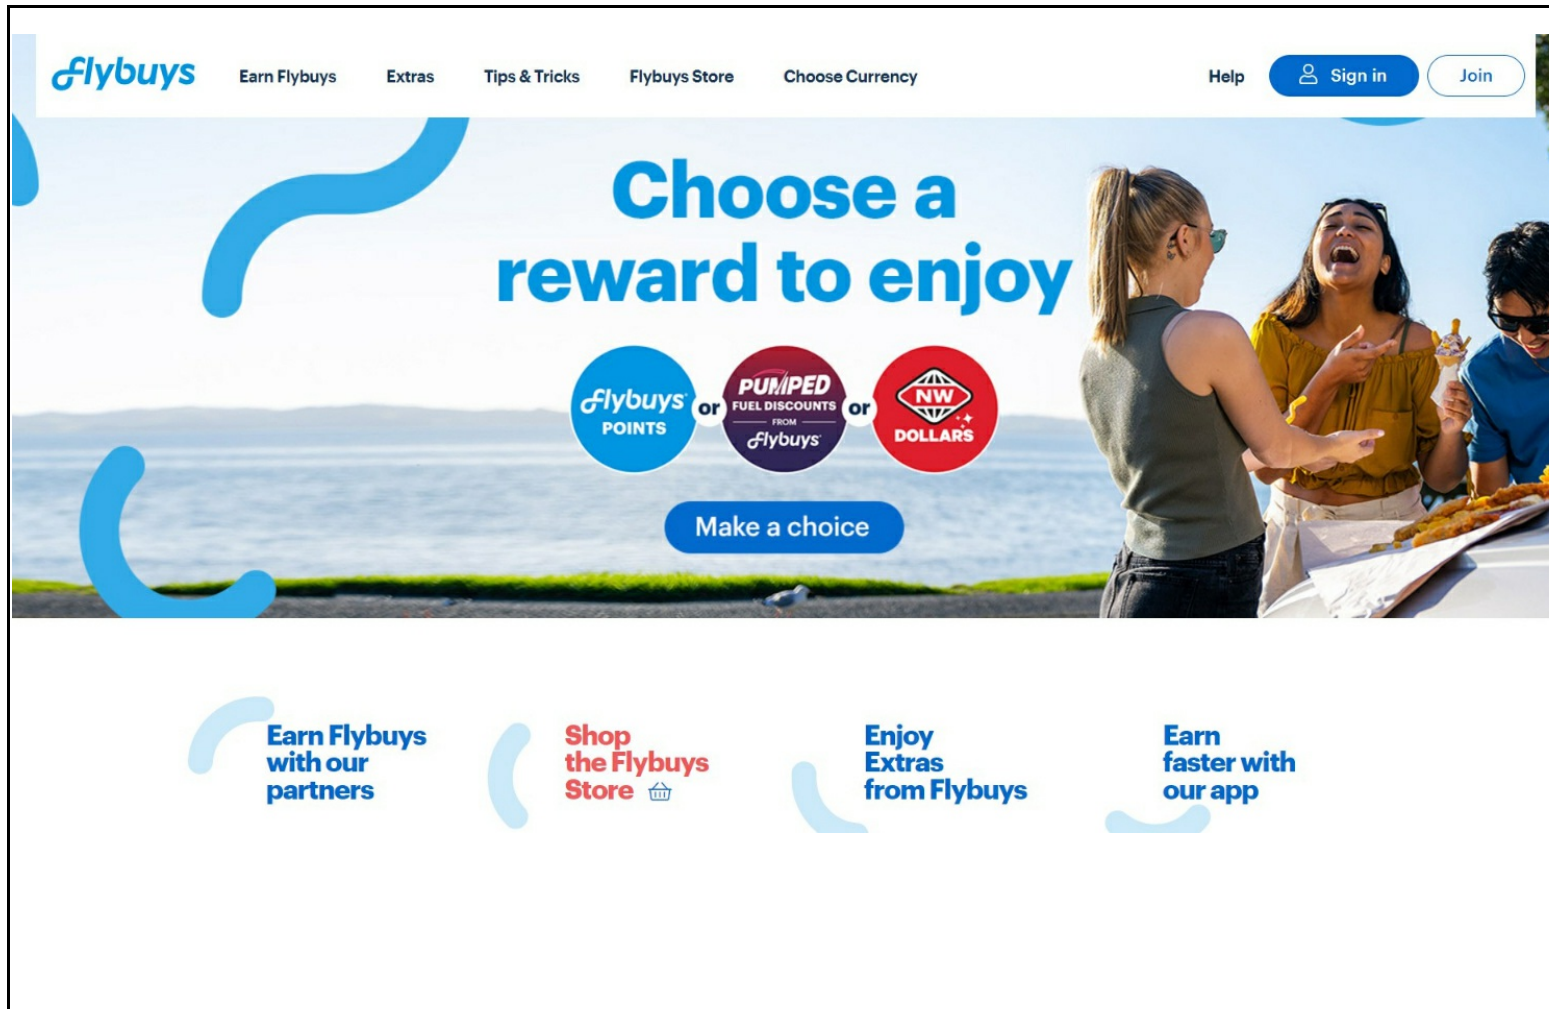 Flybuys
Earn Flybuys
Extras
Tips & Tricks
Flybuys Store
Choose Currency
Help
Sign in
Join
Choose a
reward to enjoy
Flybuys
POINTS
or
PUMPED
FUEL DISCOUNTS
FROM
Flybuys
or
NW
DOLLARS
Make a choice
Earn Flybuys
with our
partners
Shop
the Flybuys
Store
Enjoy
Extras
from Flybuys
Earn
faster with
our app